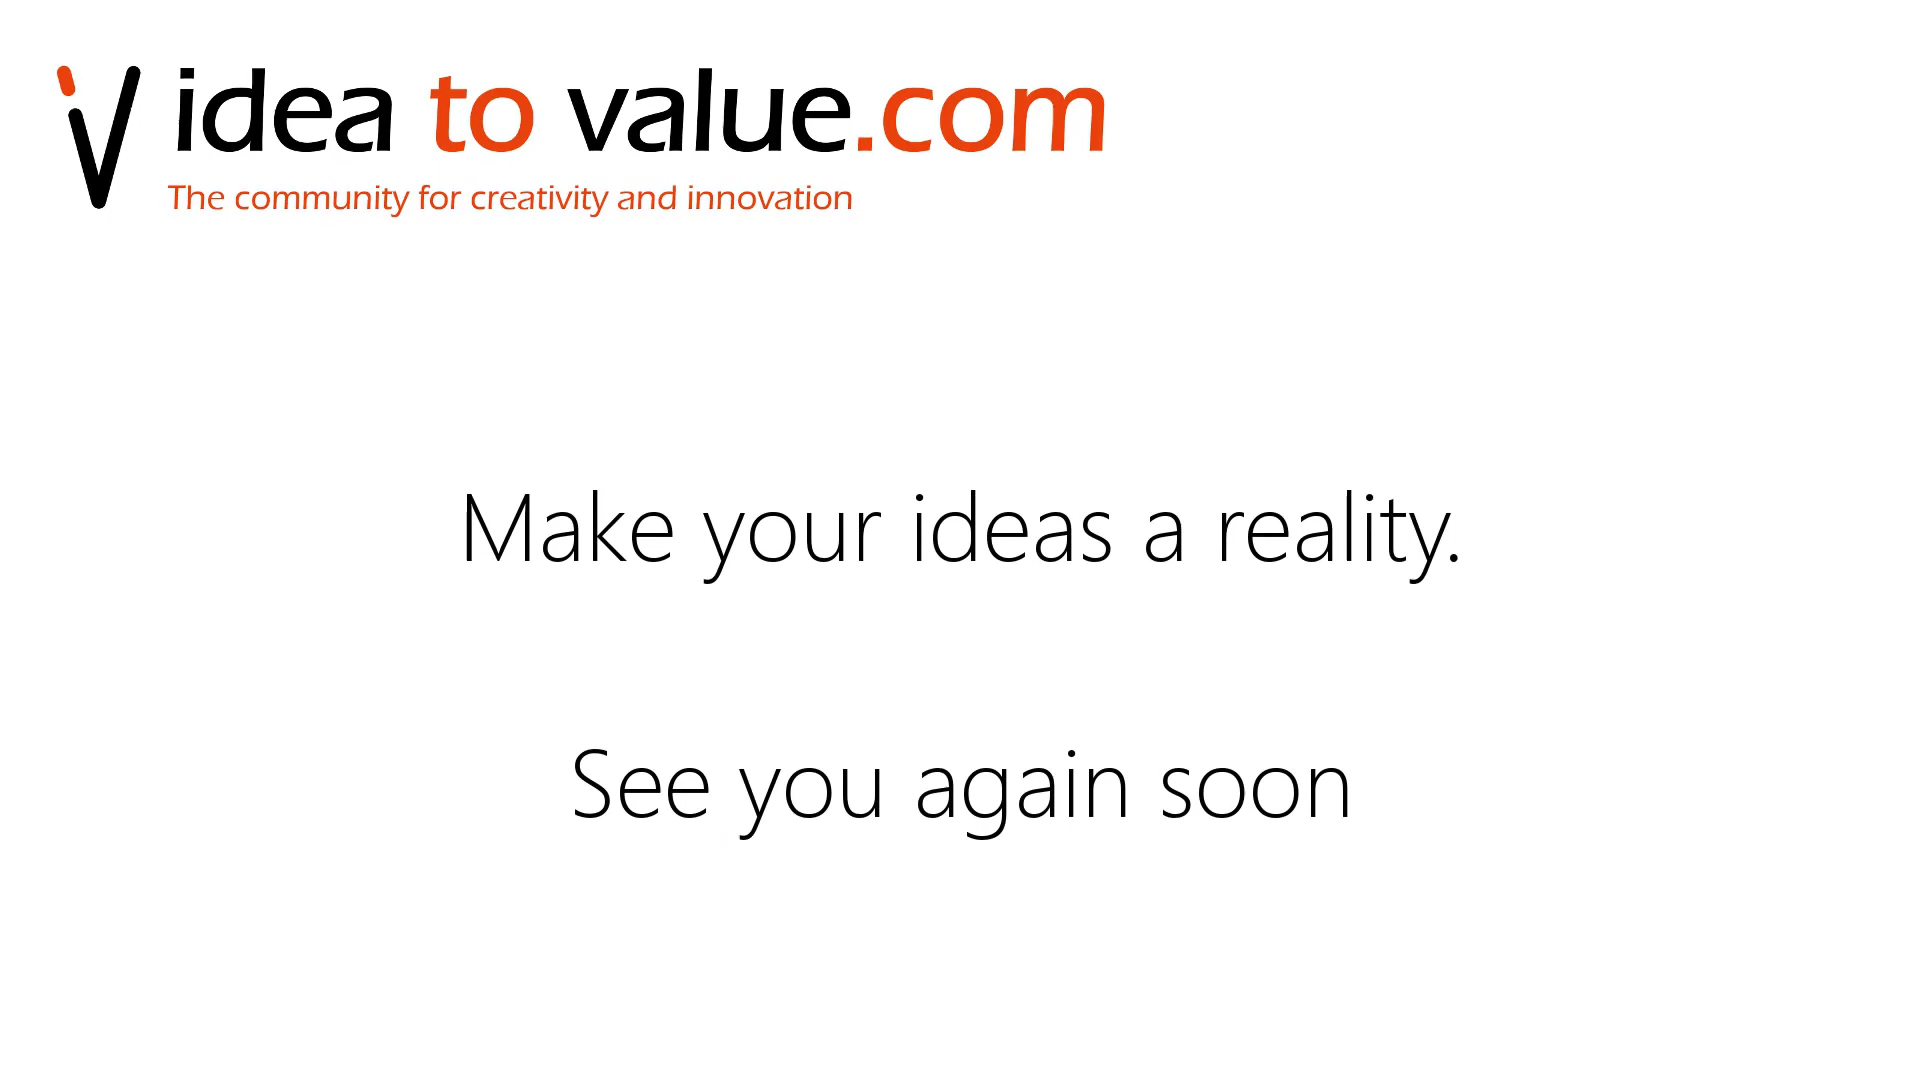 idea to value.com
The community for creativity and innovation
Make your ideas a reality.
See you again soon